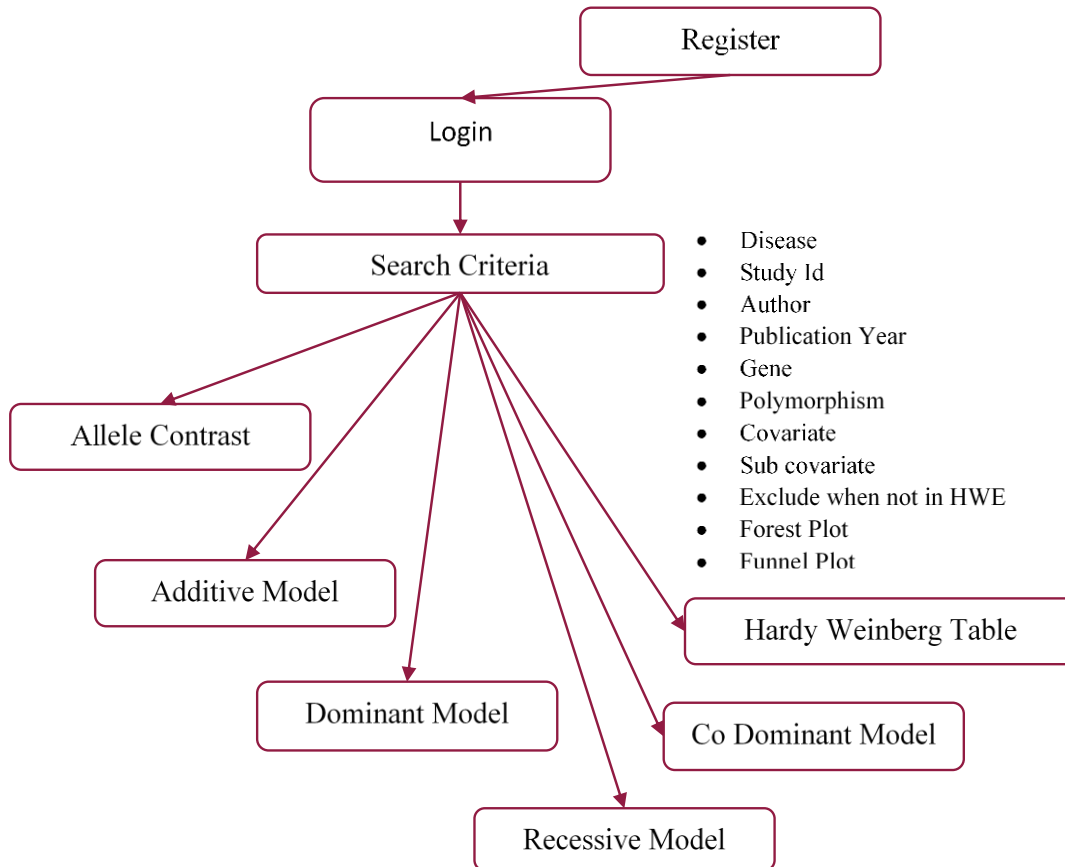 Register
Login
Search Criteria
• Disease
• Study Id
• Author
• Publication Year
• Gene
• Polymorphism
• Covariate
• Sub covariate
• Exclude when not in HWE
• Forest Plot
• Funnel Plot
Allele Contrast
Additive Model
Hardy Weinberg Table
Dominant Model
Co Dominant Model
Recessive Model